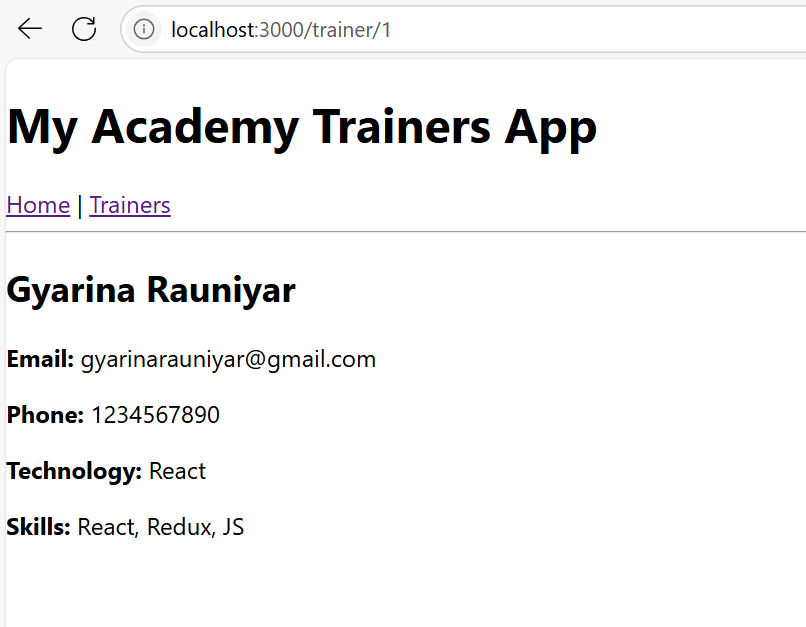 localhost:3000/trainer/1
My Academy Trainers App
Home | Trainers
Gyarina Rauniyar
Email: gyarinarauniyar@gmail.com
Phone: 1234567890
Technology: React
Skills: React, Redux, JS